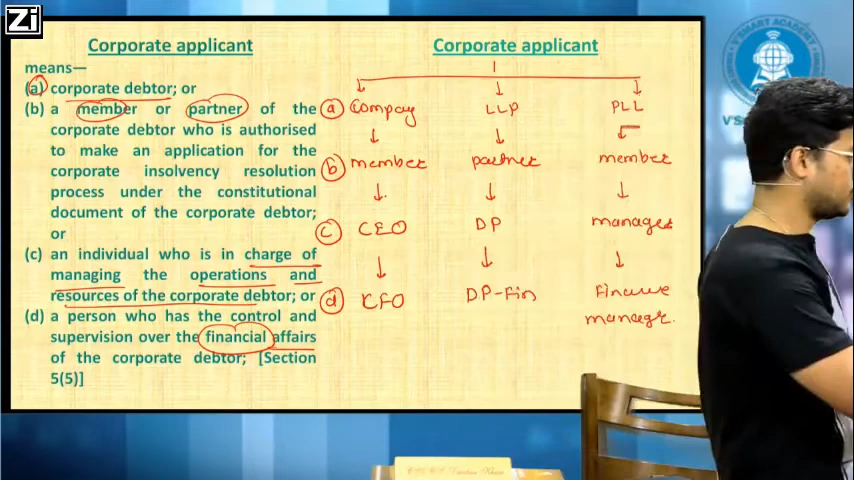 Zi
Corporate applicant
means—
(a) corporate debtor; or
(b) a member or partner of the
corporate debtor who is authorised
to make an application for the
corporate insolvency resolution
process under the constitutional
document of the corporate debtor;
or
(c) an individual who is in charge of
managing the operations and
resources of the corporate debtor; or
(d) a person who has the control and
supervision over the financial affairs
of the corporate debtor; [Section
5(5)]
Corporate applicant
(a) Compay LLP PLL
(b) member partner member
(c) CEO DP manager
(d) CFO DP-Fin Finance
managr.
V'SMART ACADEMY
V'S